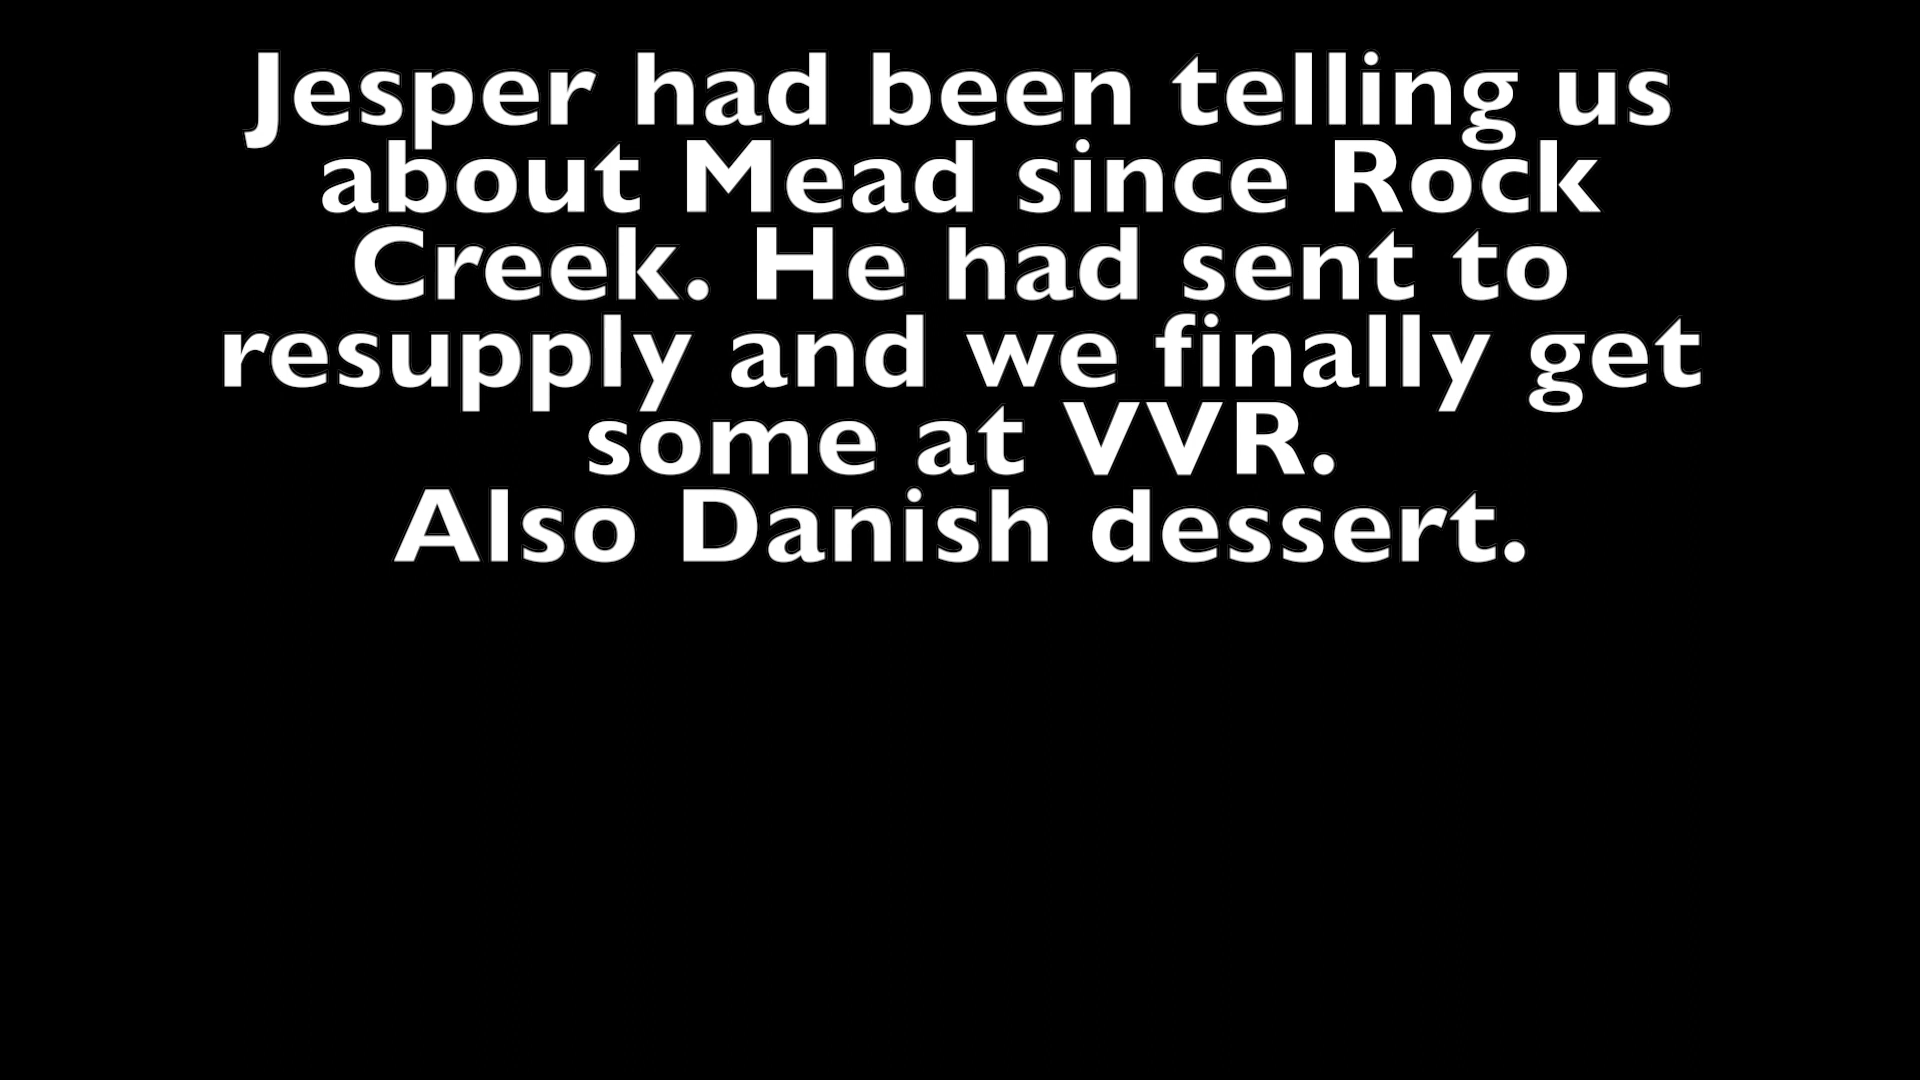 Jesper had been telling us
about Mead since Rock
Creek. He had sent to
resupply and we finally get
some at VVR.
Also Danish dessert.